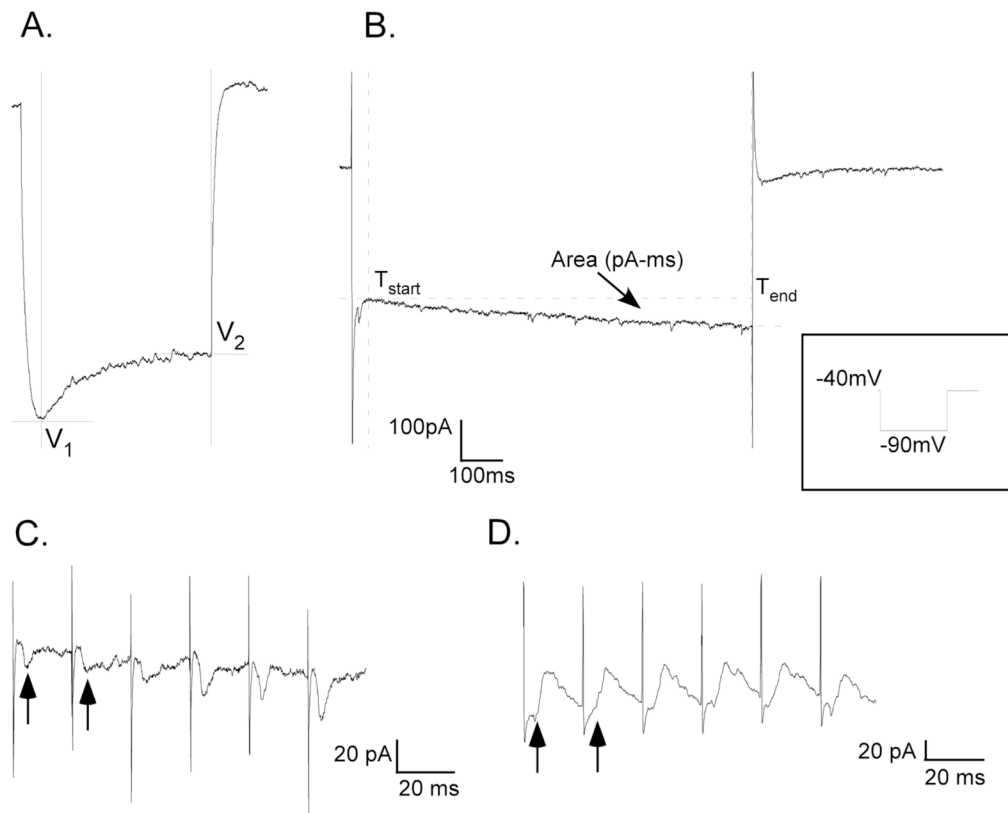 A.
B.
V2
V1
Tstart
Area (pA-ms)
Tend
100pA
100ms
-40mV
-90mV
C.
D.
20 pA
20 ms
20 pA
20 ms